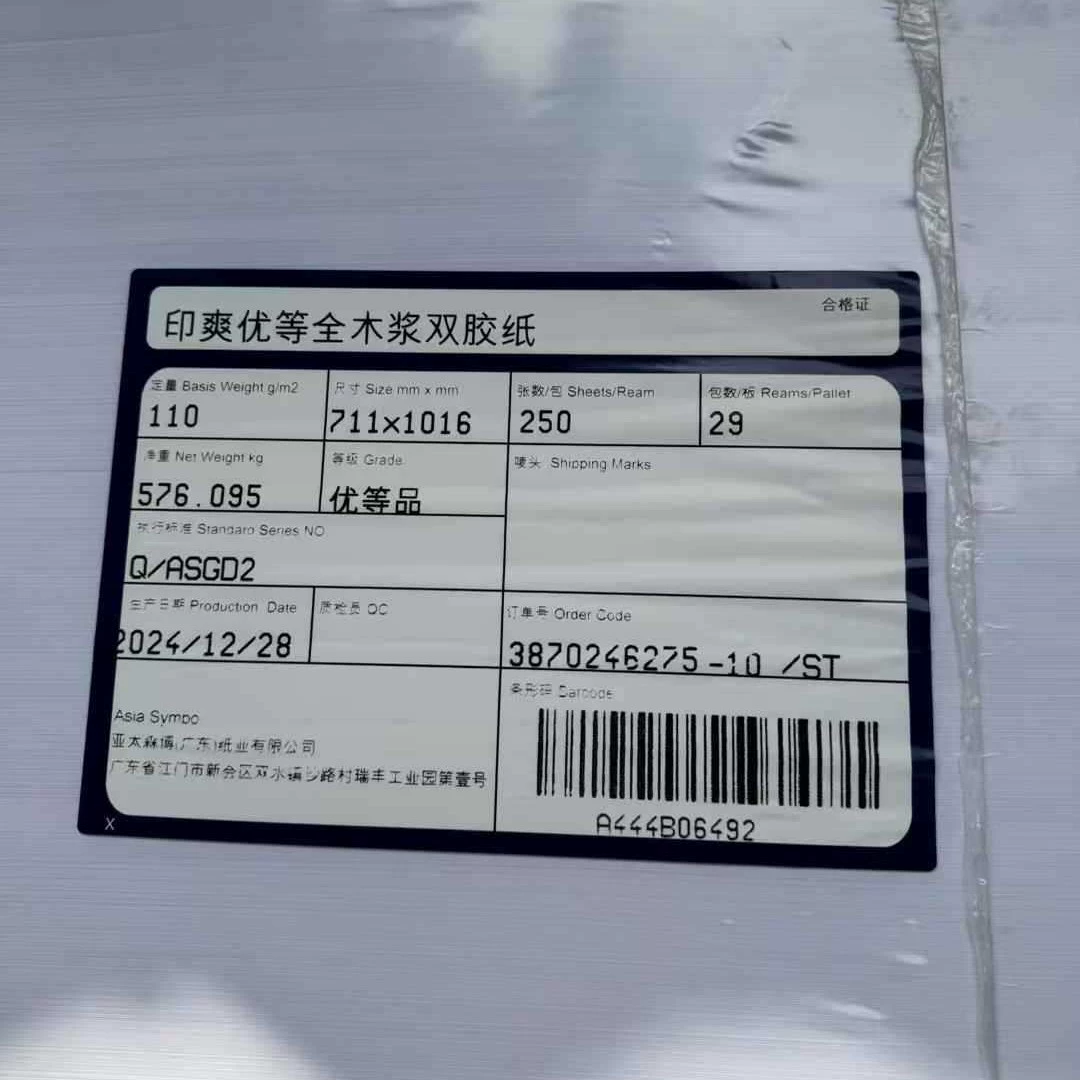 印爽优等全木浆双胶纸
合格证
定量 Basis Weight g/m2
110
尺寸 Size mm x mm
711x1016
张数/包 Sheets/Ream
250
包数/板 Reams/Pallet
29
净重 Net Weight kg
576.095
等级 Grade
优等品
唛头 Shipping Marks
执行标准 Standard Series NO
Q/ASGD2
生产日期 Production Date
2024/12/28
质检员 QC
订单号 Order Code
3870246275-10 /ST
条形码 Barcode
A444B06492
Asia Symbo
亚太森博(广东)纸业有限公司
广东省江门市新会区双水镇沙路村瑞丰工业园第壹号
X